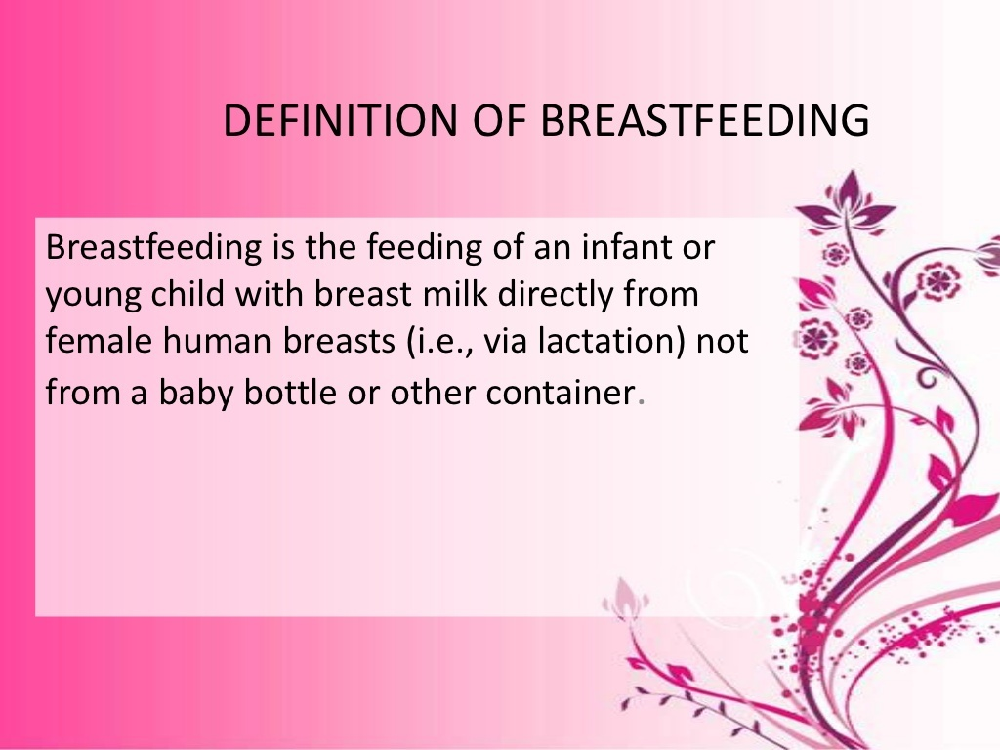 DEFINITION OF BREASTFEEDING
Breastfeeding is the feeding of an infant or
young child with breast milk directly from
female human breasts (i.e., via lactation) not
from a baby bottle or other container.